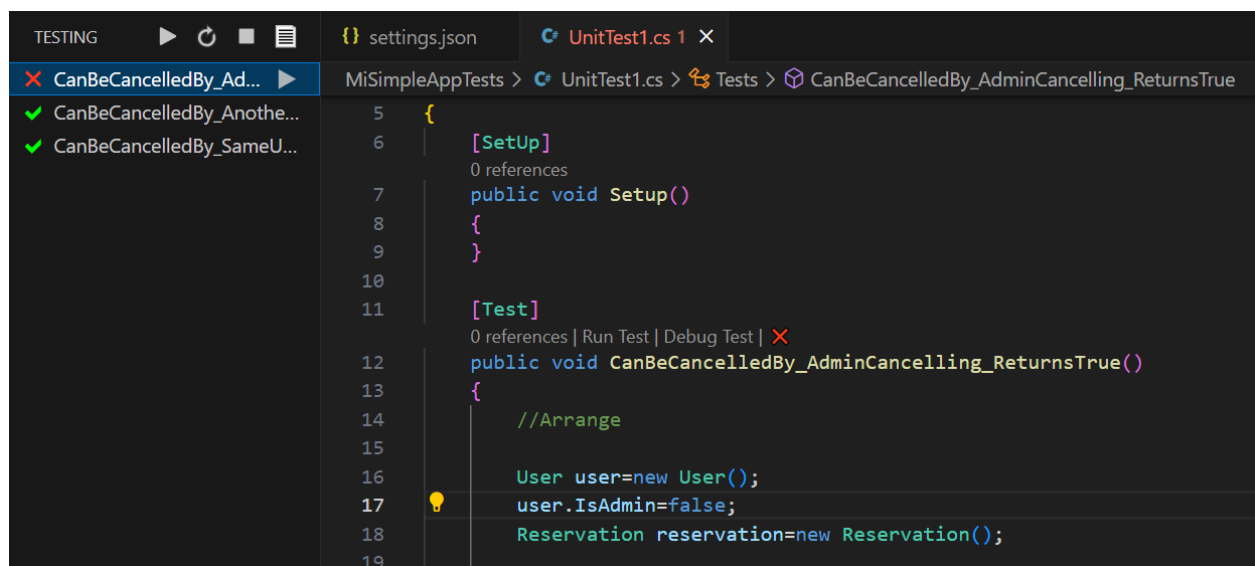 TESTING
CanBeCancelledBy_Ad...
CanBeCancelledBy_Anothe...
CanBeCancelledBy_SameU...
{} settings.json
C# UnitTest1.cs 1
MiSimpleAppTests > C# UnitTest1.cs > Tests > CanBeCancelledBy_AdminCancelling_ReturnsTrue
5 {
6 [SetUp]
0 references
7 public void Setup()
8 {
9 }
10
11 [Test]
0 references | Run Test | Debug Test |
12 public void CanBeCancelledBy_AdminCancelling_ReturnsTrue()
13 {
14 //Arrange
15
16 User user=new User();
17 user.IsAdmin=false;
18 Reservation reservation=new Reservation();
19